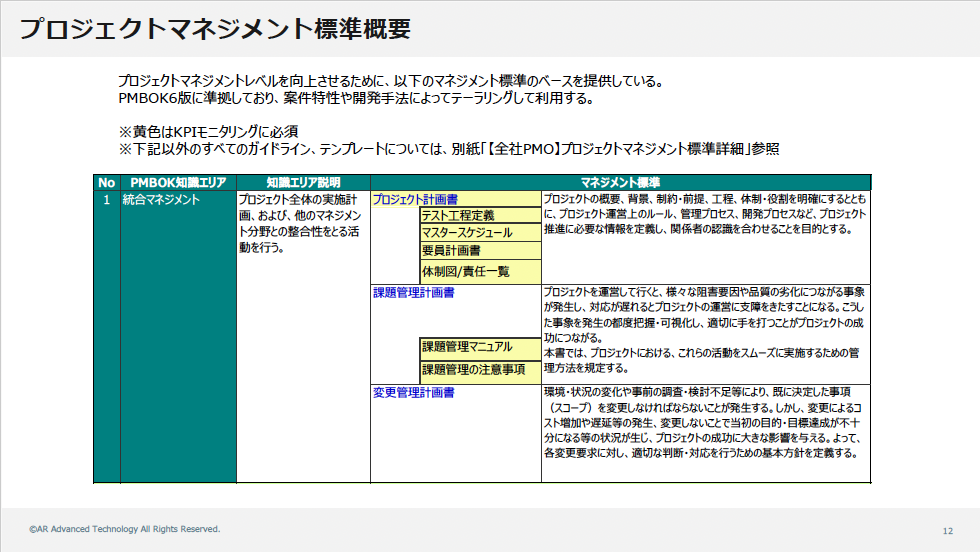 プロジェクトマネジメント標準概要
プロジェクトマネジメントレベルを向上させるために、以下のマネジメント標準のベースを提供している。
PMBOK6版に準拠しており、案件特性や開発手法によってテーラリングして利用する。
※黄色はKPIモニタリングに必須
※下記以外のすべてのガイドライン、テンプレートについては、別紙「【全社PMO】プロジェクトマネジメント標準詳細」参照
No PMBOK知識エリア 知識エリア説明 マネジメント標準
1 統合マネジメント
プロジェクト全体の実施計
画、および、他のマネジメン
ト分野との整合性をとる活
動を行う。
プロジェクト計画書
テスト工程定義
マスタースケジュール
要員計画書
体制図/責任一覧
プロジェクトの概要、背景、制約・前提、工程、体制・役割を明確にするととも
に、プロジェクト運営上のルール、管理プロセス、開発プロセスなど、プロジェクト
推進に必要な情報を定義し、関係者の認識を合わせることを目的とする。
課題管理計画書
課題管理マニュアル
課題管理の注意事項
プロジェクトを運営して行くと、様々な阻害要因や品質の劣化につながる事象
が発生し、対応が遅れるとプロジェクトの運営に支障をきたすことになる。こうし
た事象を発生の都度把握・可視化し、適切に手を打つことがプロジェクトの成
功につながる。
本書では、プロジェクトにおける、これらの活動をスムーズに実施するための管
理方法を規定する。
変更管理計画書
環境・状況の変化や事前の調査・検討不足等により、既に決定した事項
（スコープ）を変更しなければならないことが発生する。しかし、変更によるコ
スト増加や遅延等の発生、変更しないことで当初の目的・目標達成が不十
分になる等の状況が生じ、プロジェクトの成功に大きな影響を与える。よって、
各変更要求に対し、適切な判断・対応を行うための基本方針を定義する。
©AR Advanced Technology All Rights Reserved.
12